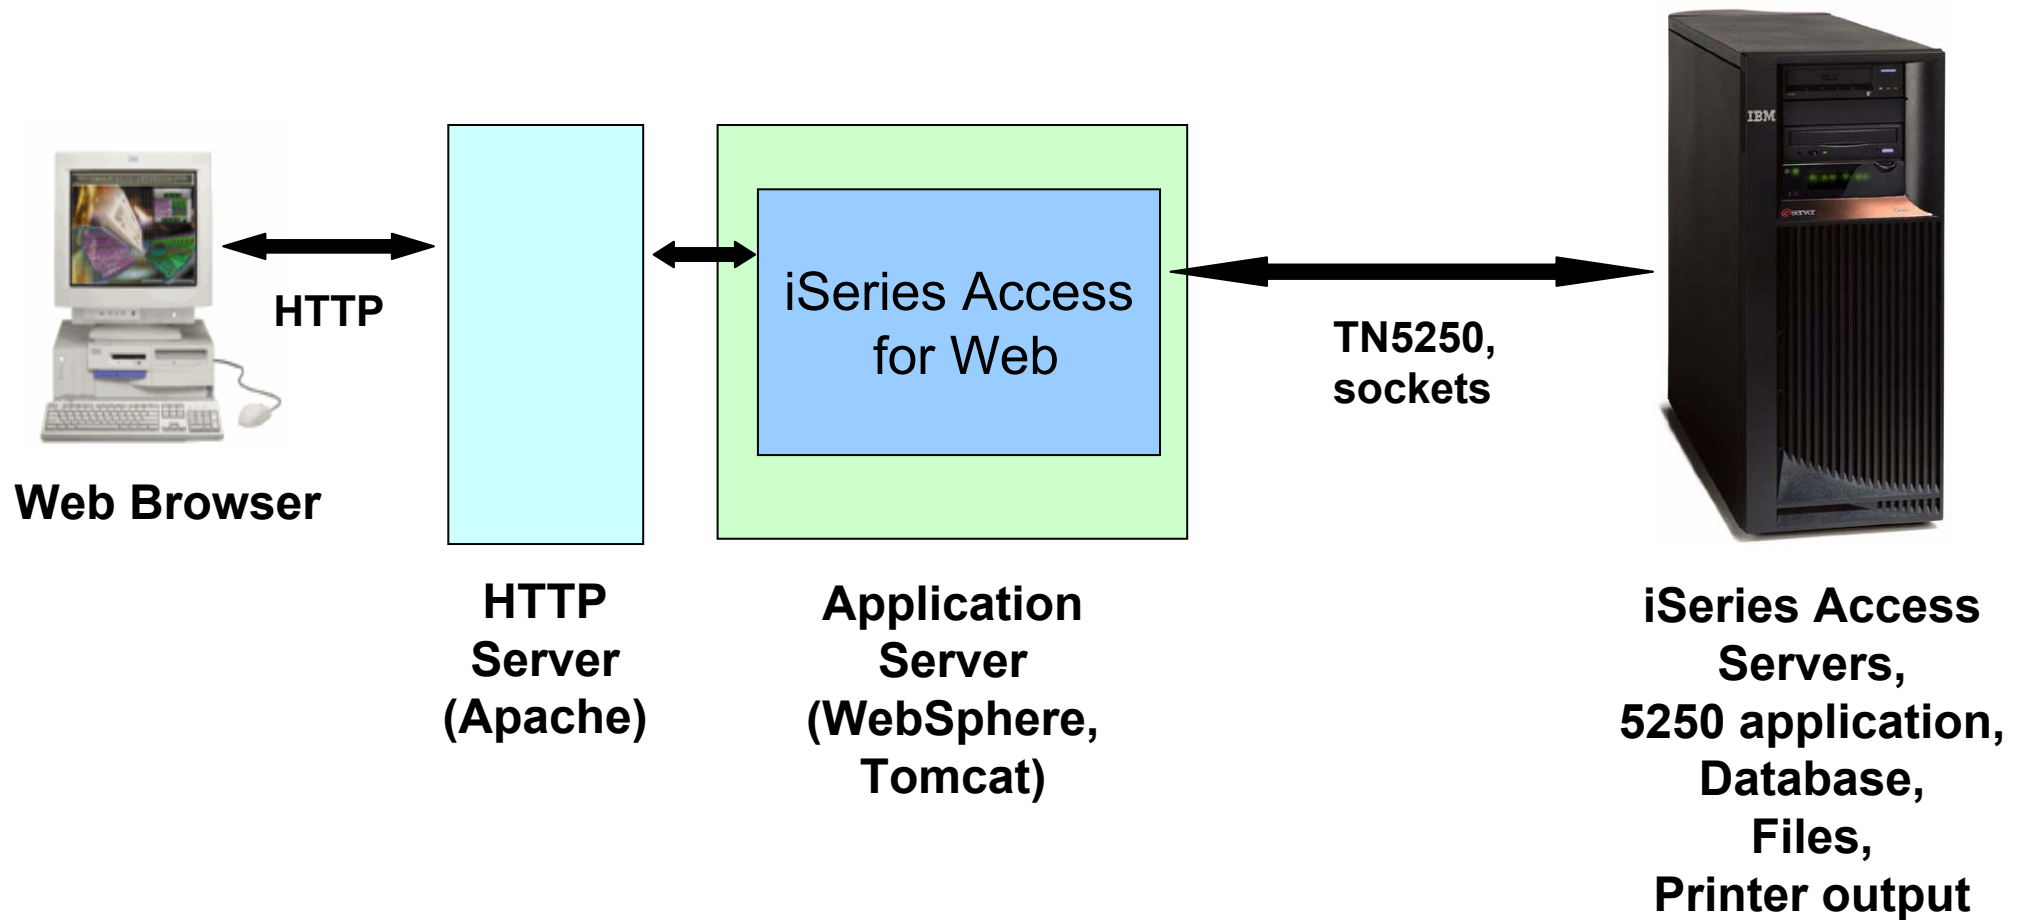 IBM
e server
HTTP
iSeries Access
for Web
TN5250,
sockets
Web Browser
HTTP
Server
(Apache)
Application
Server
(WebSphere,
Tomcat)
iSeries Access
Servers,
5250 application,
Database,
Files,
Printer output